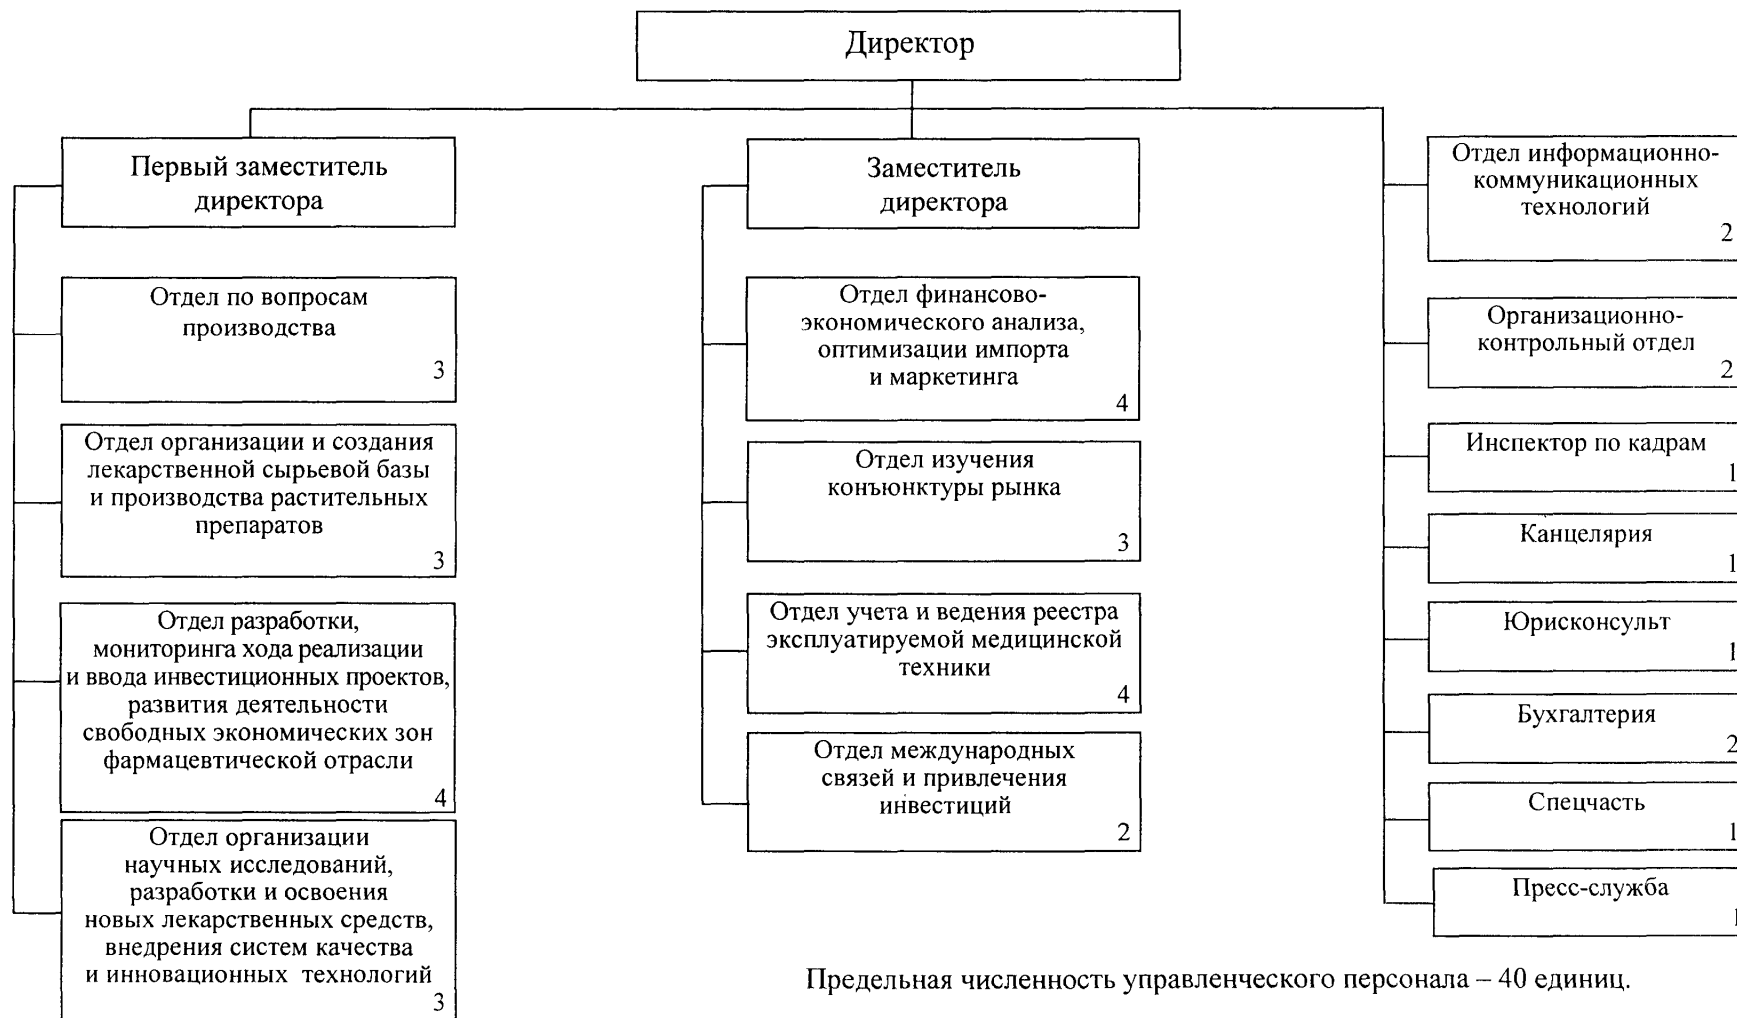 Директор
Первый заместитель
директора
Отдел по вопросам
производства
3
Отдел организации и создания
лекарственной сырьевой базы
и производства растительных
препаратов
3
Отдел разработки,
мониторинга хода реализации
и ввода инвестиционных проектов,
развития деятельности
свободных экономических зон
фармацевтической отрасли
4
Отдел организации
научных исследований,
разработки и освоения
новых лекарственных средств,
внедрения систем качества
и инновационных технологий
3
Заместитель
директора
Отдел финансово-
экономического анализа,
оптимизации импорта
и маркетинга
4
Отдел изучения
конъюнктуры рынка
3
Отдел учета и ведения реестра
эксплуатируемой медицинской
техники
4
Отдел международных
связей и привлечения
инвестиций
2
Отдел информационно-
коммуникационных
технологий
2
Организационно-
контрольный отдел
2
Инспектор по кадрам
1
Канцелярия
1
Юрисконсульт
1
Бухгалтерия
2
Спецчасть
1
Пресс-служба
1
Предельная численность управленческого персонала – 40 единиц.